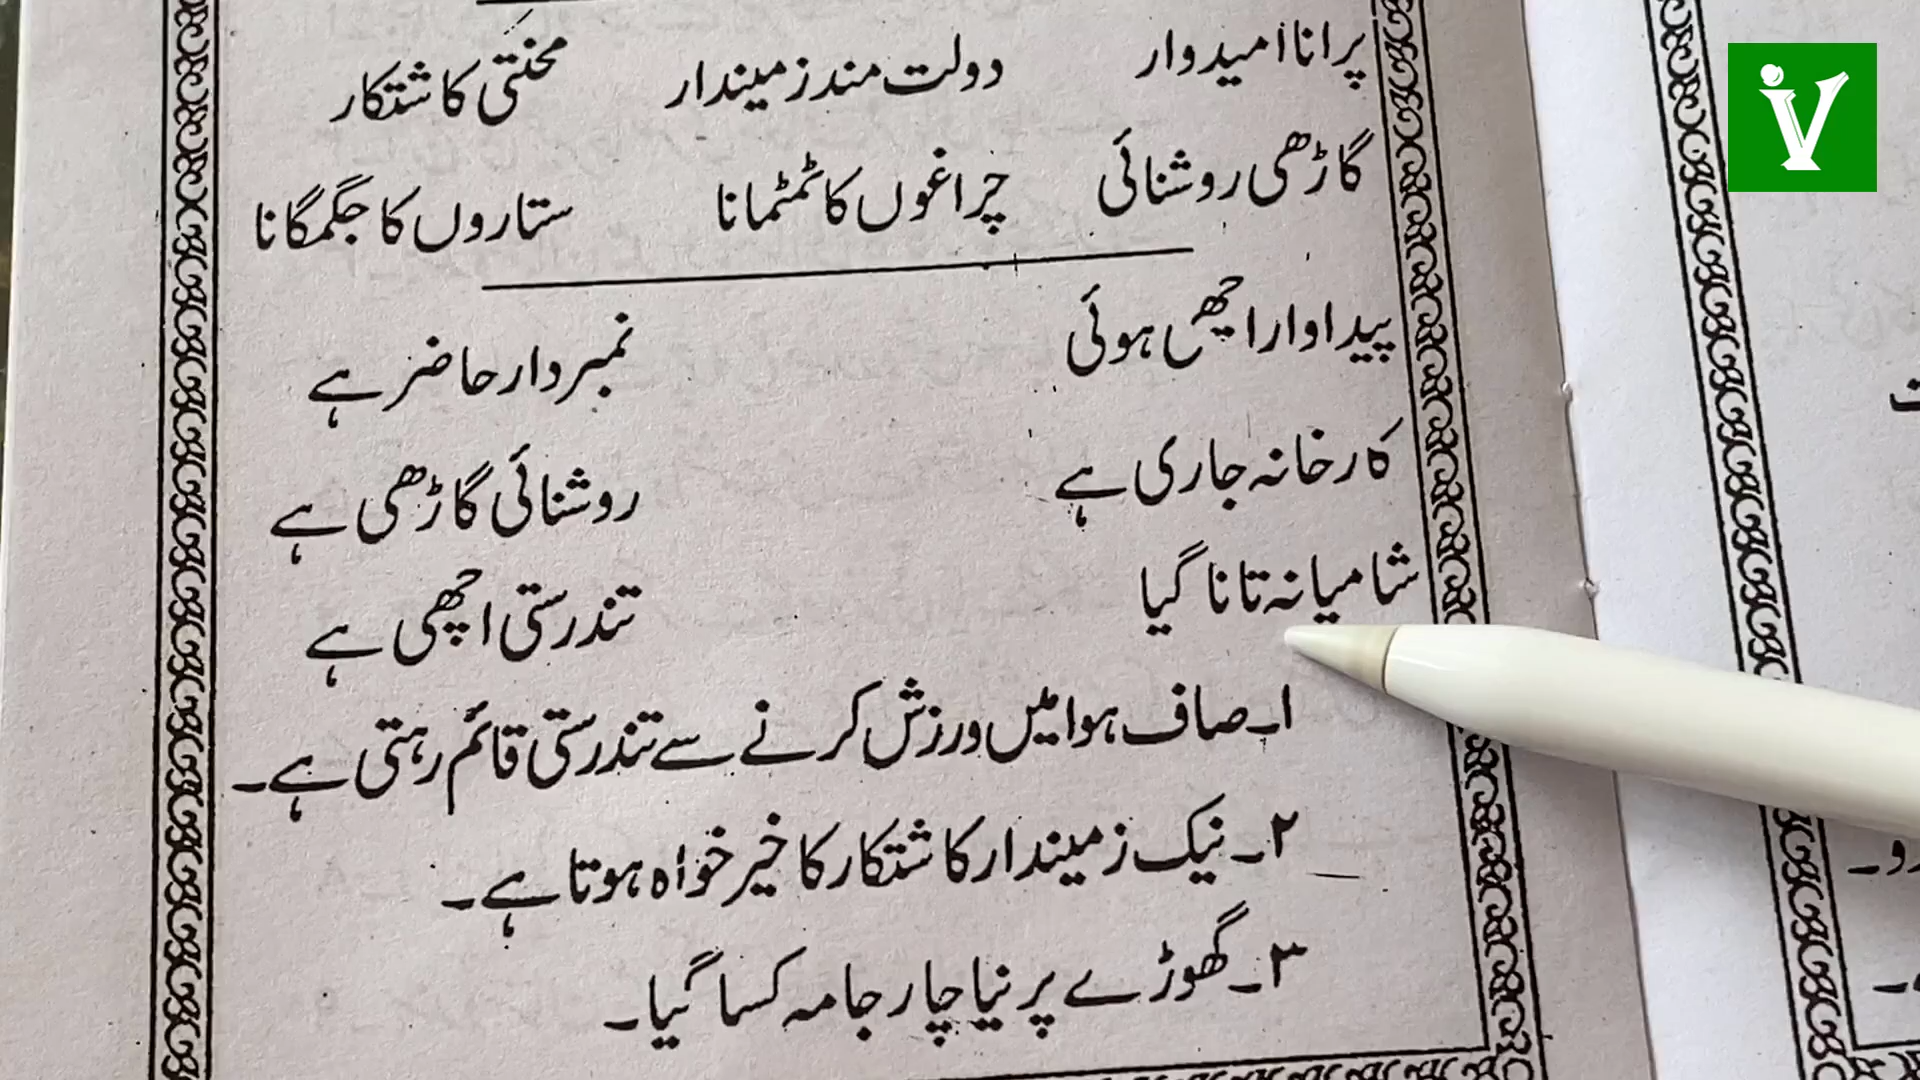 پرانا امیدوار دولت مند زمیندار محنتی کاشتکار
گاڑھی روشنائی چراغوں کا ٹمٹمانا ستاروں کا جگمگانا
پیداوار اچھی ہوئی نمبردار حاضر ہے
کارخانہ جاری ہے روشنائی گاڑھی ہے
شامیانہ تانا گیا تندرستی اچھی ہے
۱۔ صاف ہوا میں ورزش کرنے سے تندرستی قائم رہتی ہے۔
۲۔ نیک زمیندار کاشتکار کا خیر خواہ ہوتا ہے۔
۳۔ گھوڑے پر نیا چار جامہ کسا گیا۔